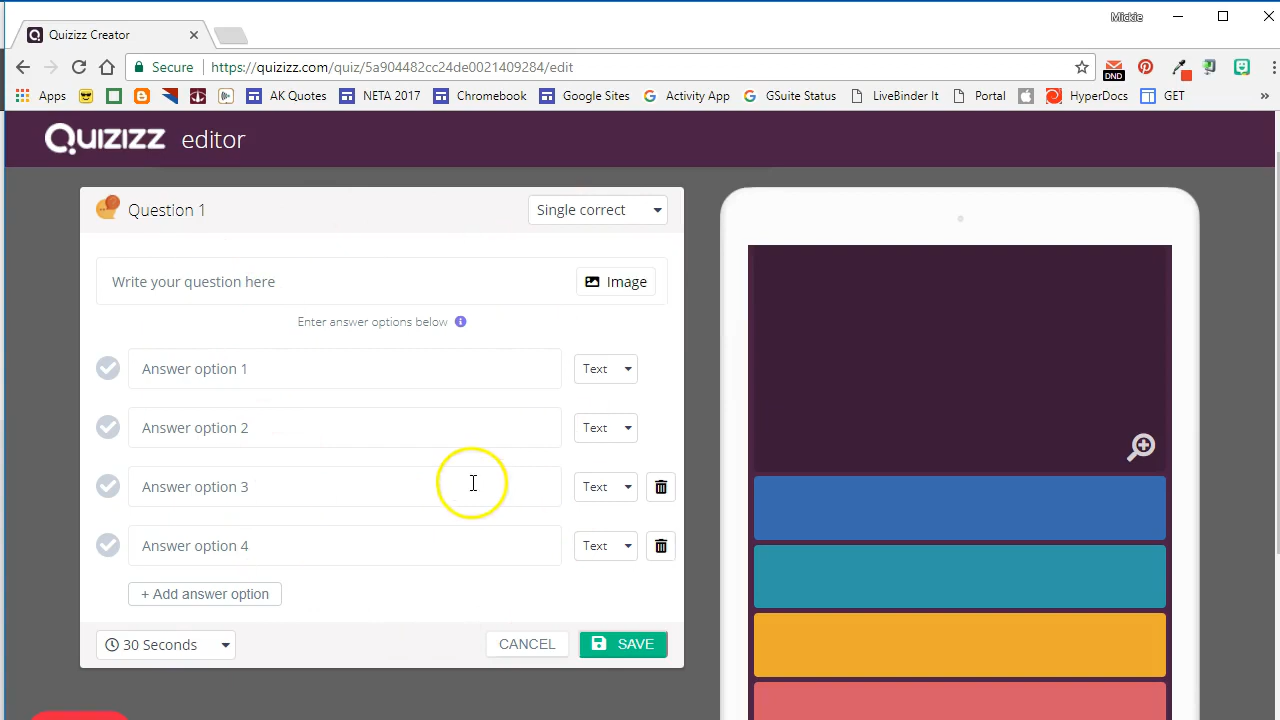 Mickie
Quizizz Creator
Secure https://quizizz.com/quiz/5a904482cc24de0021409284/edit
DND
Apps AK Quotes NETA 2017 Chromebook Google Sites Activity App GSuite Status LiveBinder It Portal HyperDocs GET »
QUIZIZZ editor
Question 1 Single correct
Write your question here Image
Enter answer options below
Answer option 1 Text
Answer option 2 Text
Answer option 3 Text
Answer option 4 Text
+ Add answer option
30 Seconds CANCEL SAVE